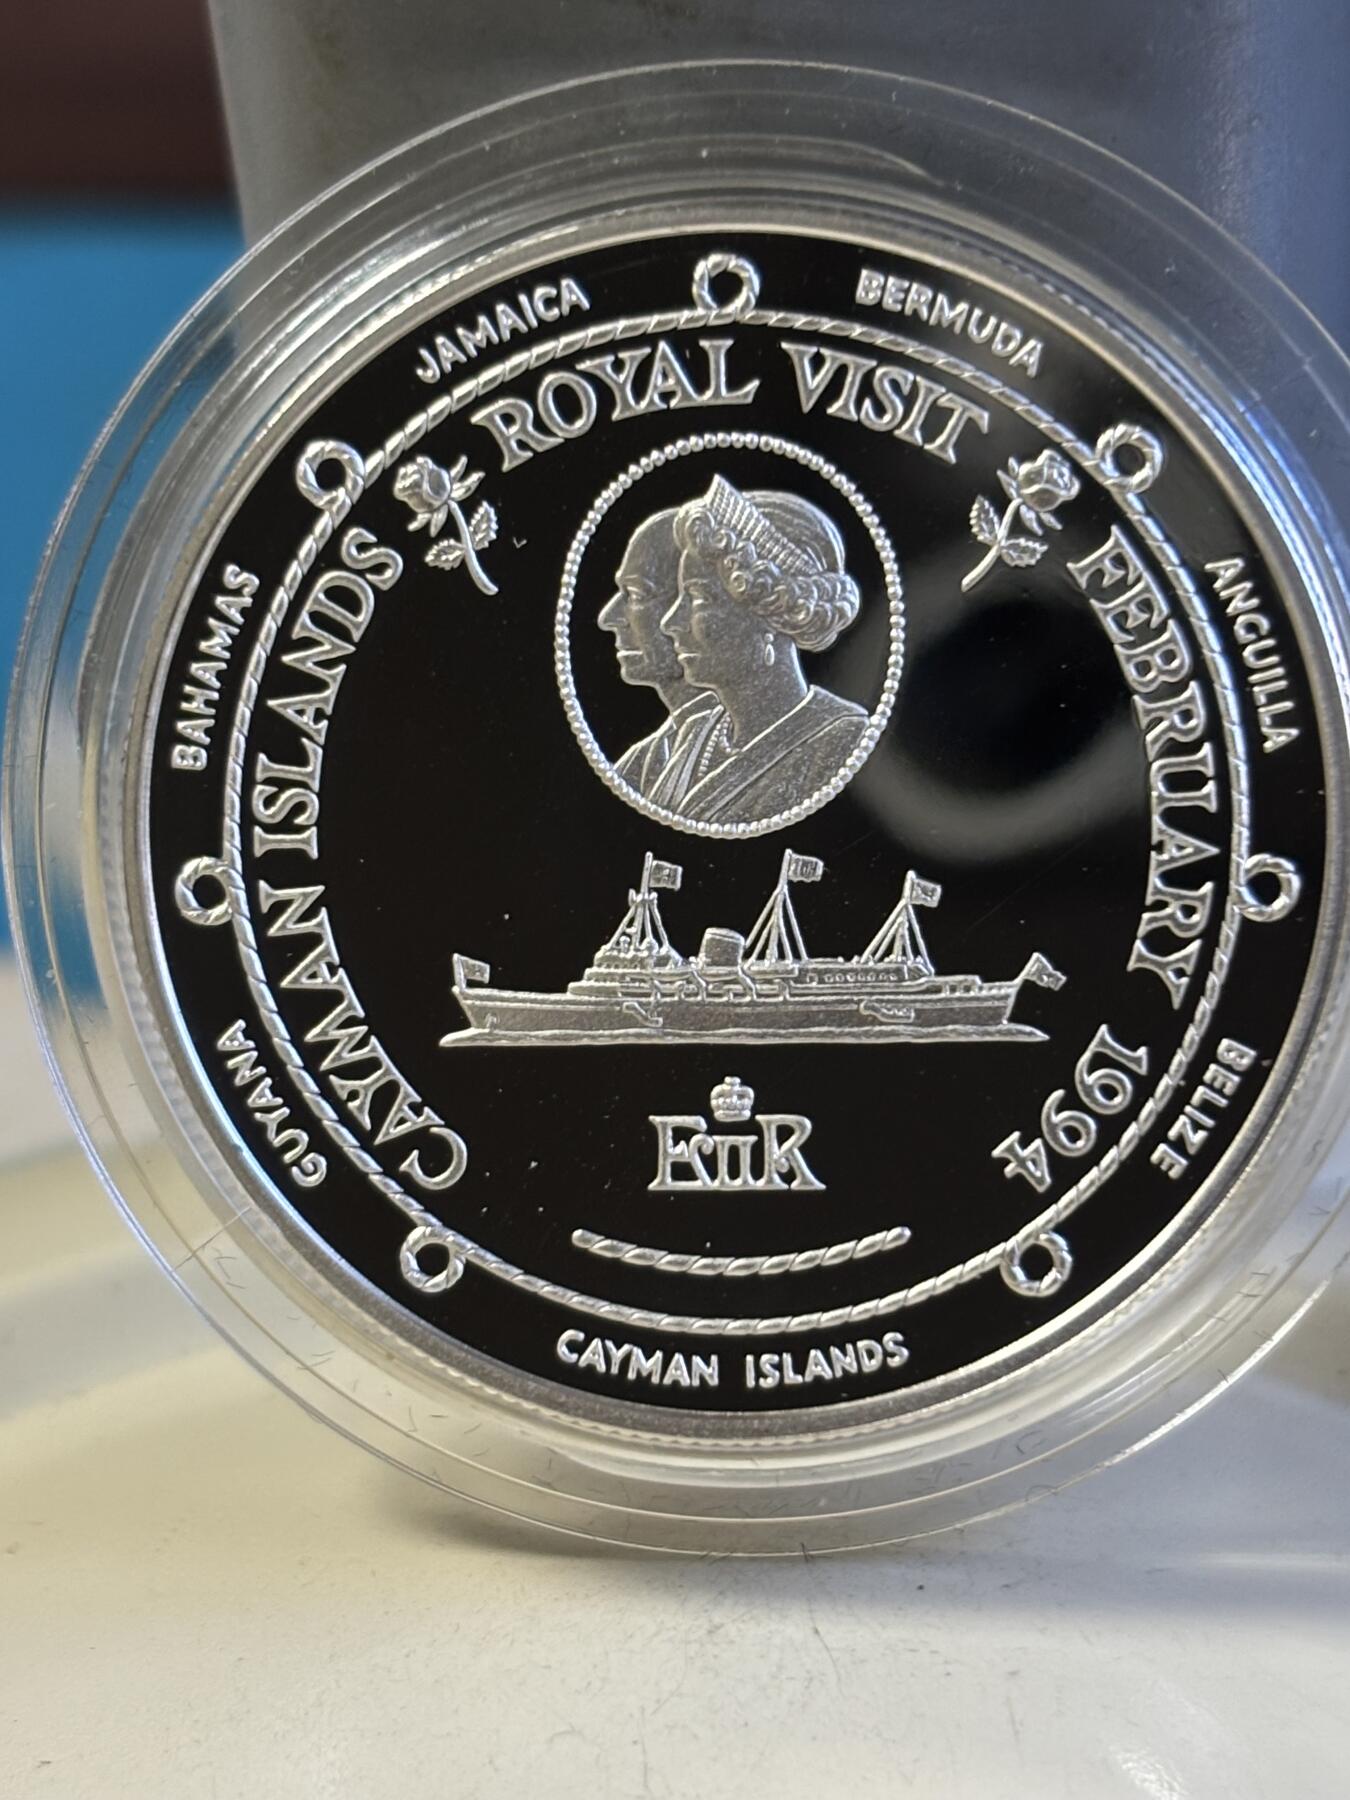 JAMAICA
BERMUDA
ANGUILLA
BELIZE
CAYMAN ISLANDS
GUYANA
BAHAMAS
CAYMAN ISLANDS ROYAL VISIT FEBRUARY 1994
EIIR